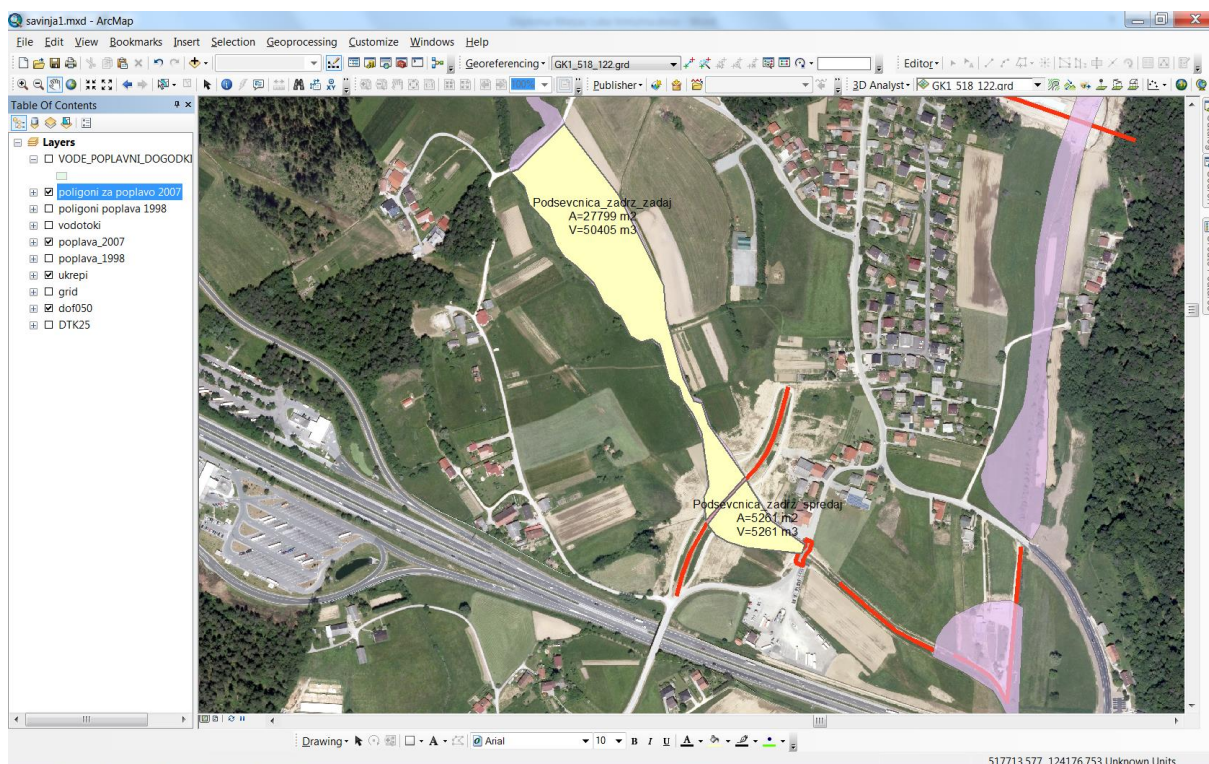 savinja1.mxd - ArcMap
File Edit View Bookmarks Insert Selection Geoprocessing Customize Windows Help
Georeferencing GK1_518_122.grd Editor
100% Publisher 3D Analyst GK1 518 122.grd
Table Of Contents
Layers
VODE_POPLAVNI_DOGODKI
poligoni za poplavo 2007
poligoni poplava 1998
vodotoki
poplava_2007
poplava_1998
ukrepi
grid
dof050
DTK25
Podsevcnica_zadrz_zadaj
A=27799 m2
V=50405 m3
Podsevcnica_zadrz_spredaj
A=5261 m2
V=5261 m3
Drawing A Arial 10 B I U A
517713,577 124176,753 Unknown Units